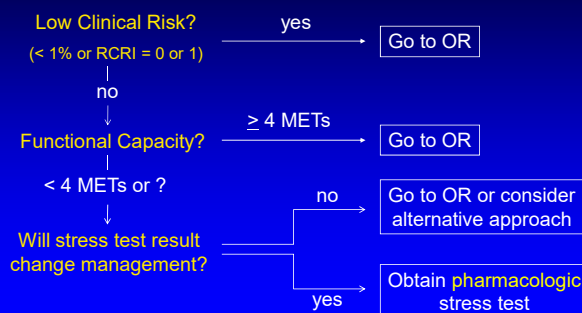 Low Clinical Risk?
(< 1% or RCRI = 0 or 1)
yes
Go to OR
no
Functional Capacity?
≥ 4 METs
Go to OR
< 4 METs or ?
Will stress test result
change management?
no
Go to OR or consider
alternative approach
yes
Obtain pharmacologic
stress test